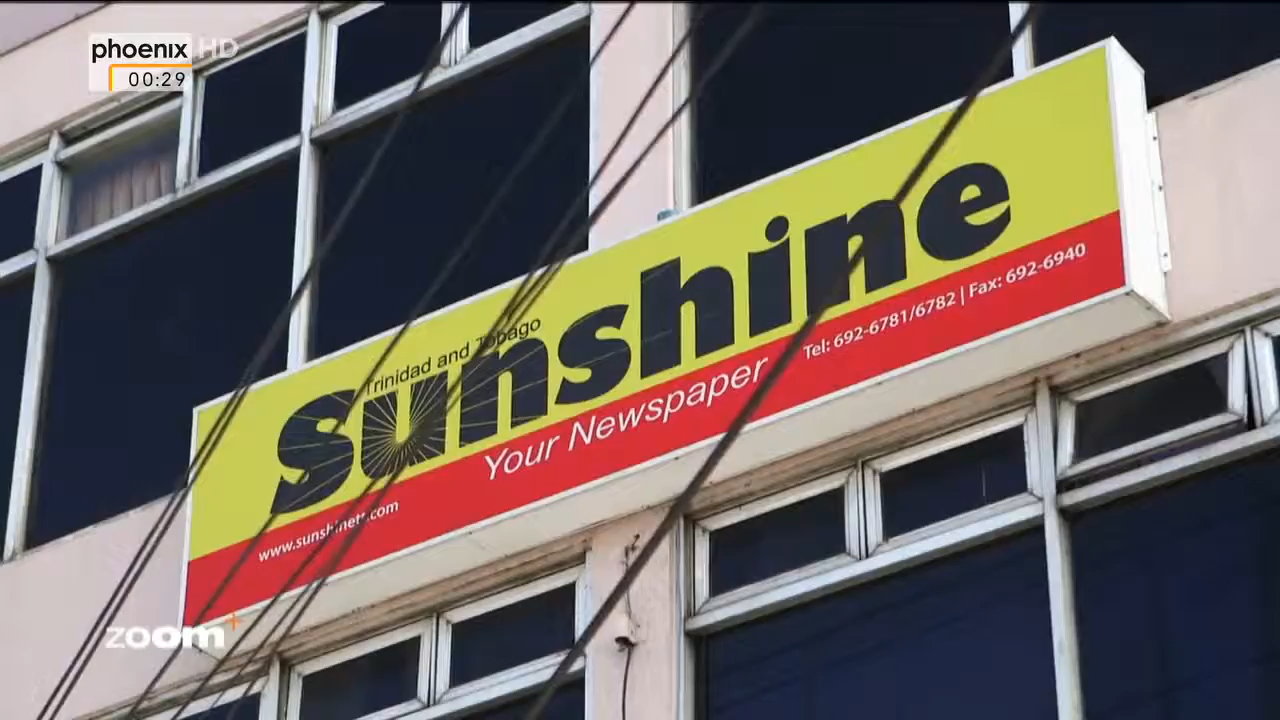 phoenix HD
00:29
Trinidad and Tobago
Sunshine
Your Newspaper
Tel: 692-6781/6782 | Fax: 692-6940
www.sunshinett.com
zoom+